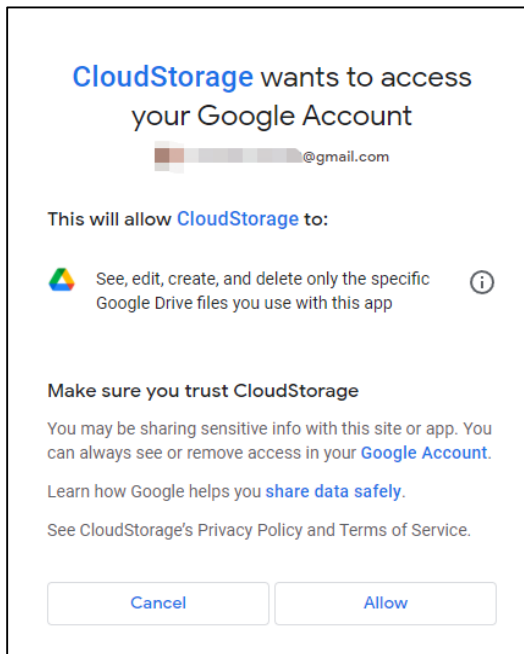 CloudStorage wants to access
your Google Account
@gmail.com
This will allow CloudStorage to:
See, edit, create, and delete only the specific
Google Drive files you use with this app
Make sure you trust CloudStorage
You may be sharing sensitive info with this site or app. You
can always see or remove access in your Google Account.
Learn how Google helps you share data safely.
See CloudStorage's Privacy Policy and Terms of Service.
Cancel
Allow